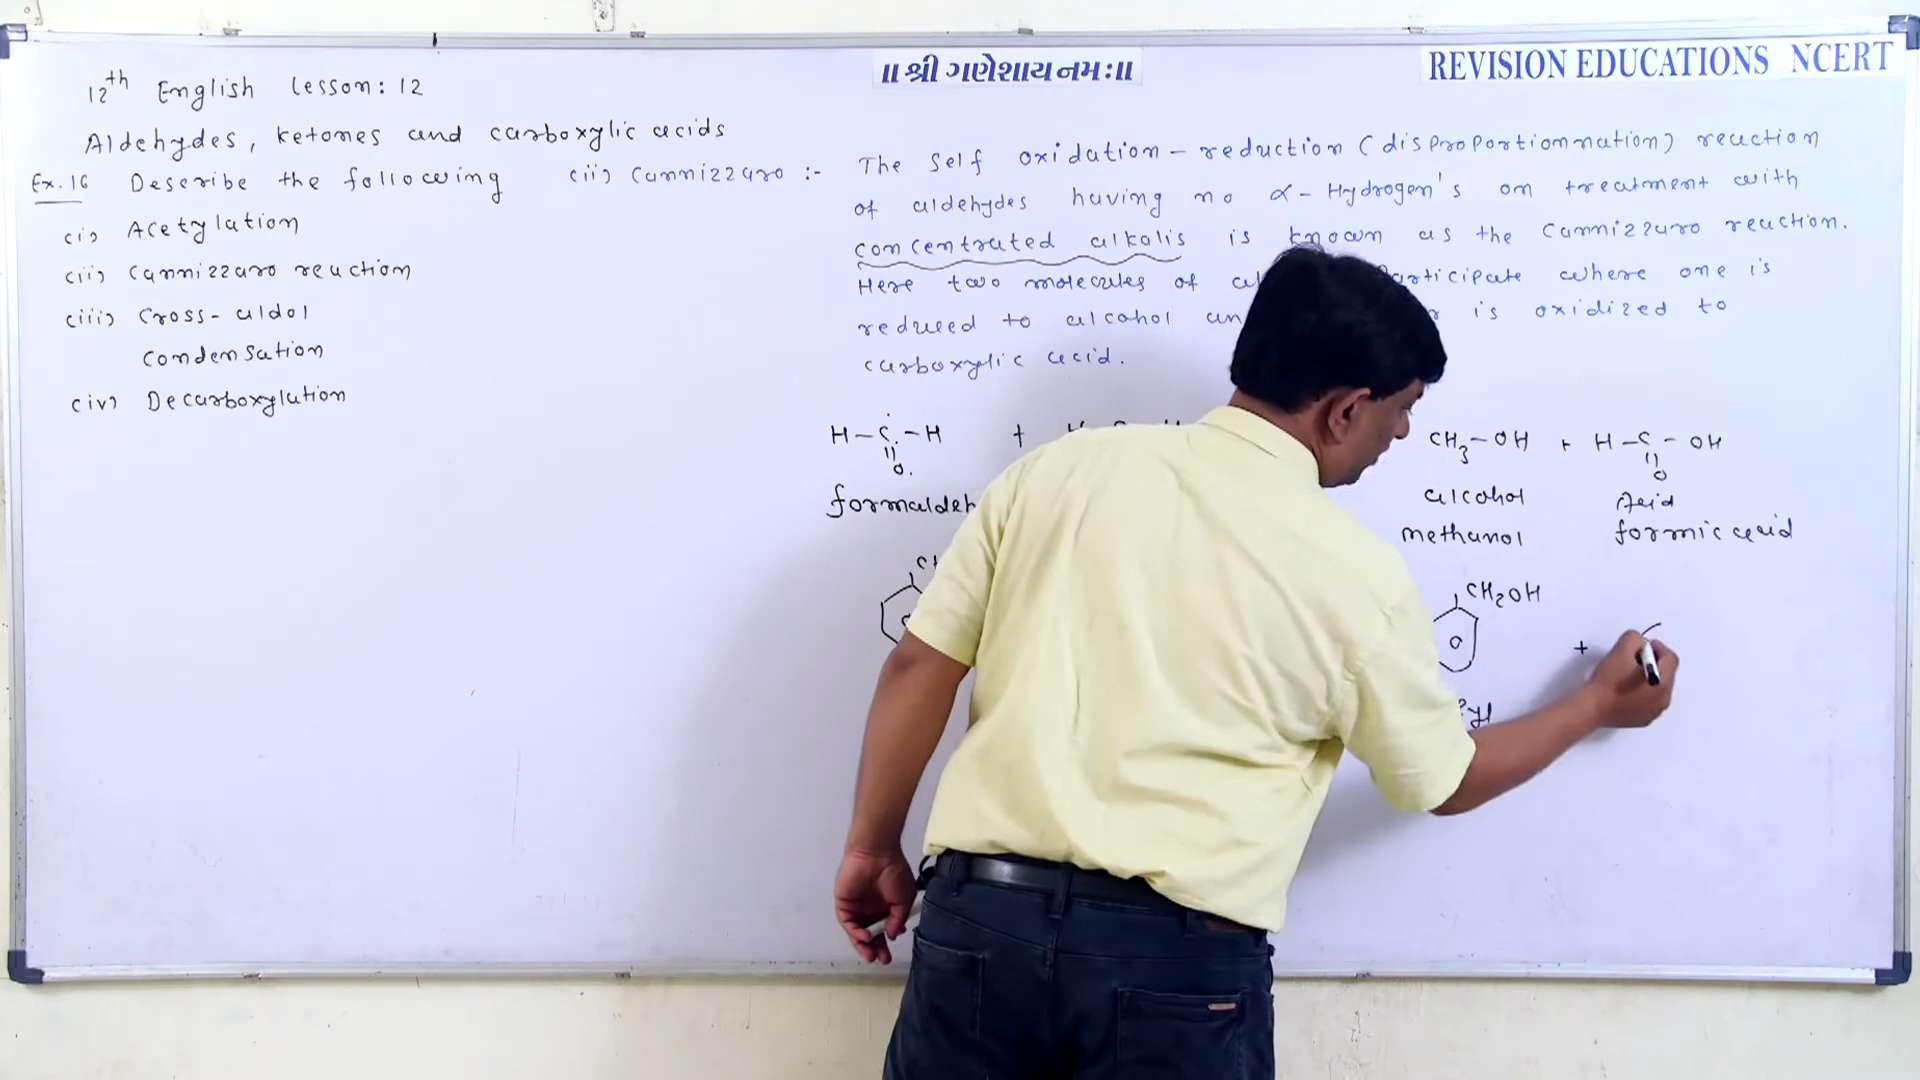 ॥ શ્રી ગણેશાય નમઃ॥
REVISION EDUCATIONS NCERT
12th English Lesson: 12
Aldehydes, ketones and carboxylic acids
Ex. 16 Describe the following
(i) Acetylation
(ii) Cannizzaro reaction
(iii) Cross-aldol
condensation
(iv) Decarboxylation
(ii) Cannizzaro :-
The self oxidation - reduction (disproportionnation) reaction
of aldehydes having no α-Hydrogen's on treatment with
concentrated alkalis is known as the Cannizzaro reaction.
Here two molecules of participate where one is
reduced to alcohol is oxidized to
carboxylic acid.
H-C-H +
O
CH3-OH + H-C-OH
O
formaldeh
alcohol Acid
methanol formic acid
CH2OH
+